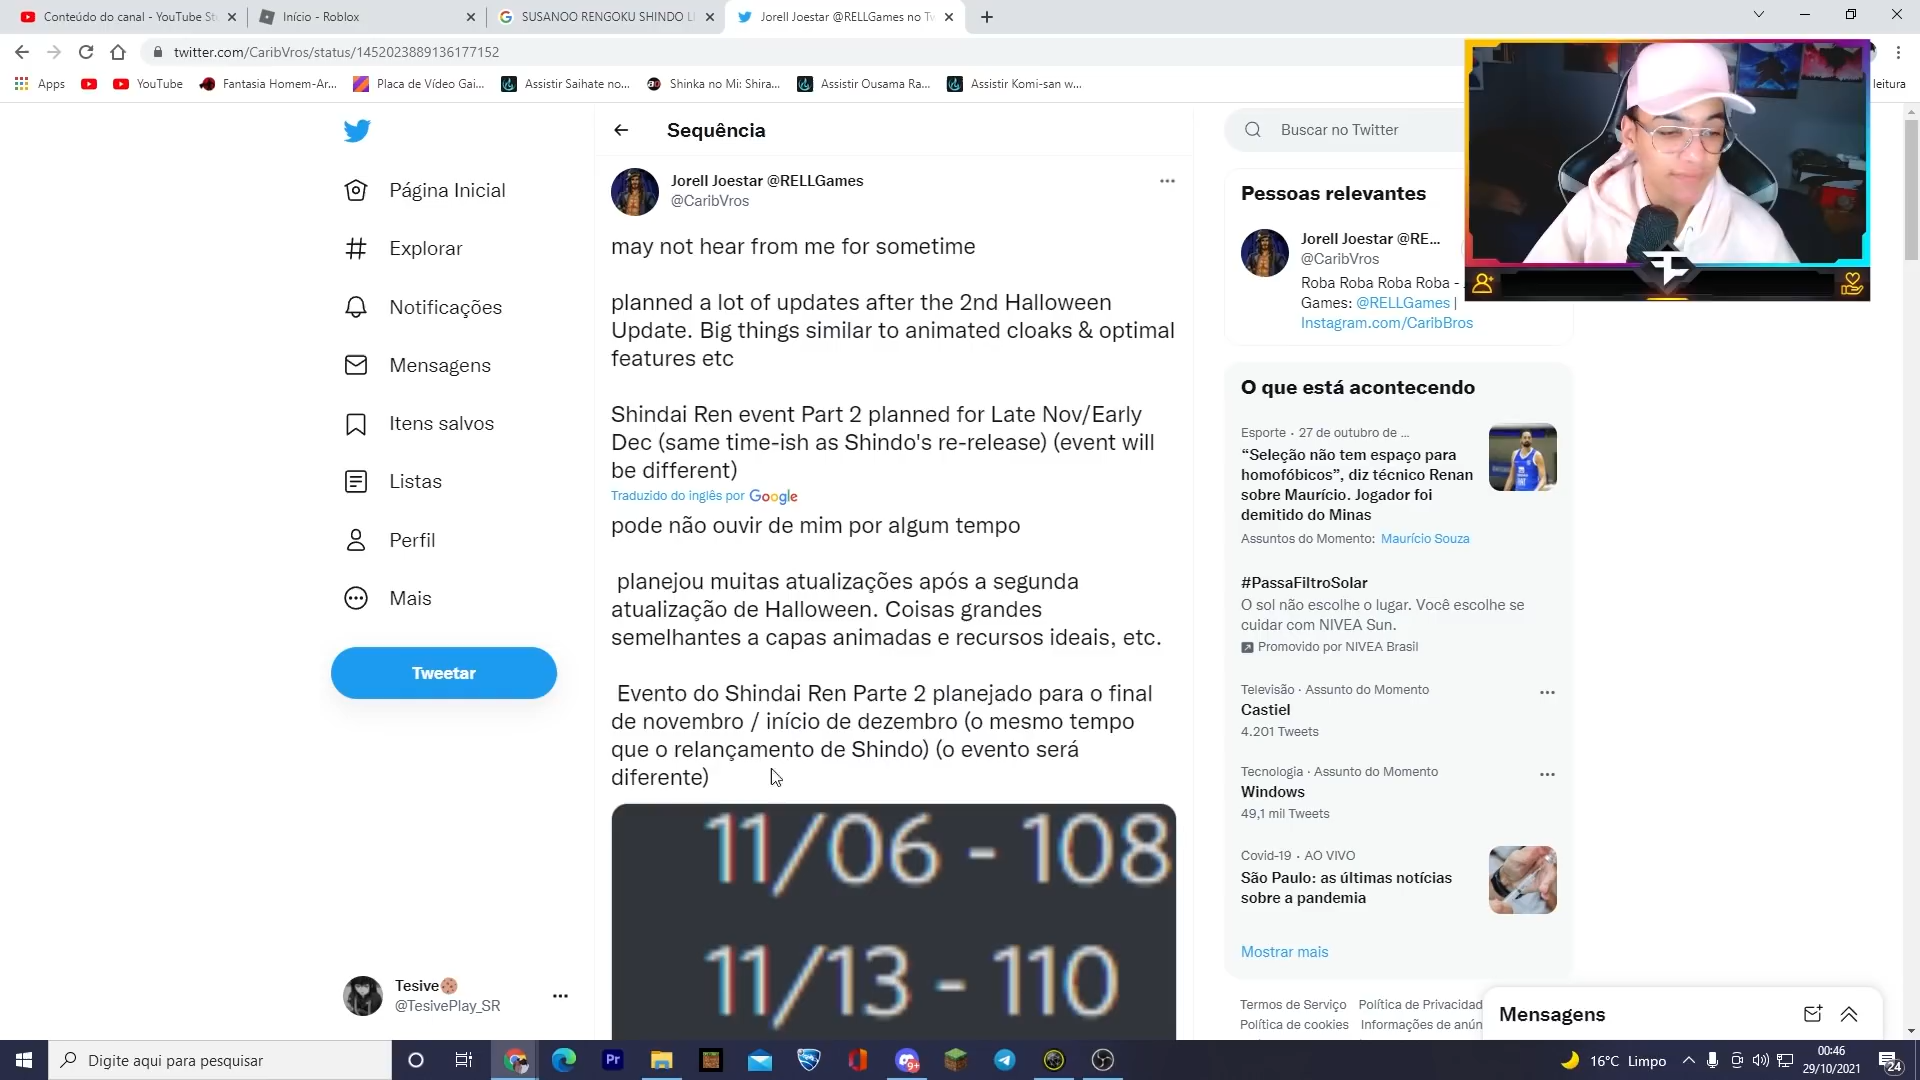 Conteúdo do canal - YouTube St
Início - Roblox
SUSANOO RENGOKU SHINDO LI
Jorell Joestar @RELLGames no Tw
twitter.com/CaribVros/status/1452023889136177152
Apps
YouTube
Fantasia Homem-Ar...
Placa de Vídeo Gai...
Assistir Saihate no...
Shinka no Mi: Shira...
Assistir Ousama Ra...
Assistir Komi-san w...
leitura
Sequência
Buscar no Twitter
Página Inicial
Explorar
Notificações
Mensagens
Itens salvos
Listas
Perfil
Mais
Tweetar
Tesive
@TesivePlay_SR
Jorell Joestar @RELLGames
@CaribVros
may not hear from me for sometime
planned a lot of updates after the 2nd Halloween
Update. Big things similar to animated cloaks & optimal
features etc
Shindai Ren event Part 2 planned for Late Nov/Early
Dec (same time-ish as Shindo's re-release) (event will
be different)
Traduzido do inglês por Google
pode não ouvir de mim por algum tempo
planejou muitas atualizações após a segunda
atualização de Halloween. Coisas grandes
semelhantes a capas animadas e recursos ideais, etc.
Evento do Shindai Ren Parte 2 planejado para o final
de novembro / início de dezembro (o mesmo tempo
que o relançamento de Shindo) (o evento será
diferente)
11/06 - 108
11/13 - 110
Pessoas relevantes
Jorell Joestar @RE...
@CaribVros
Roba Roba Roba Roba -
Games: @RELLGames |
Instagram.com/CaribBros
O que está acontecendo
Esporte · 27 de outubro de ...
“Seleção não tem espaço para
homofóbicos”, diz técnico Renan
sobre Maurício. Jogador foi
demitido do Minas
Assuntos do Momento: Maurício Souza
#PassaFiltroSolar
O sol não escolhe o lugar. Você escolhe se
cuidar com NIVEA Sun.
Promovido por NIVEA Brasil
Televisão · Assunto do Momento
Castiel
4.201 Tweets
Tecnologia · Assunto do Momento
Windows
49,1 mil Tweets
Covid-19 · AO VIVO
São Paulo: as últimas notícias
sobre a pandemia
Mostrar mais
Termos de Serviço Política de Privacidad
Política de cookies Informações de anún
Mensagens
Digite aqui para pesquisar
Pr
9+
16°C Limpo
00:46
29/10/2021
24